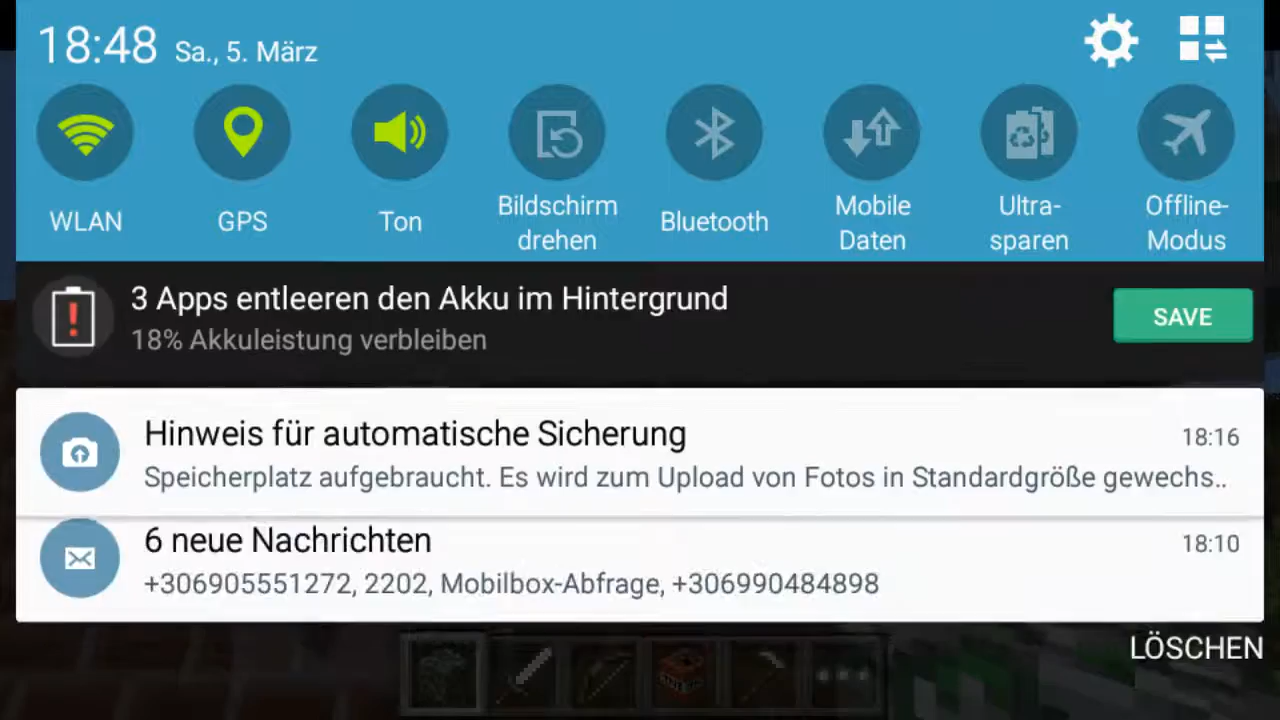 18:48 Sa., 5. März
WLAN GPS Ton Bildschirm drehen Bluetooth Mobile Daten Ultra-sparen Offline-Modus
3 Apps entleeren den Akku im Hintergrund
18% Akkuleistung verbleiben
SAVE
Hinweis für automatische Sicherung
18:16
Speicherplatz aufgebraucht. Es wird zum Upload von Fotos in Standardgröße gewechs..
6 neue Nachrichten
18:10
+306905551272, 2202, Mobilbox-Abfrage, +306990484898
LÖSCHEN